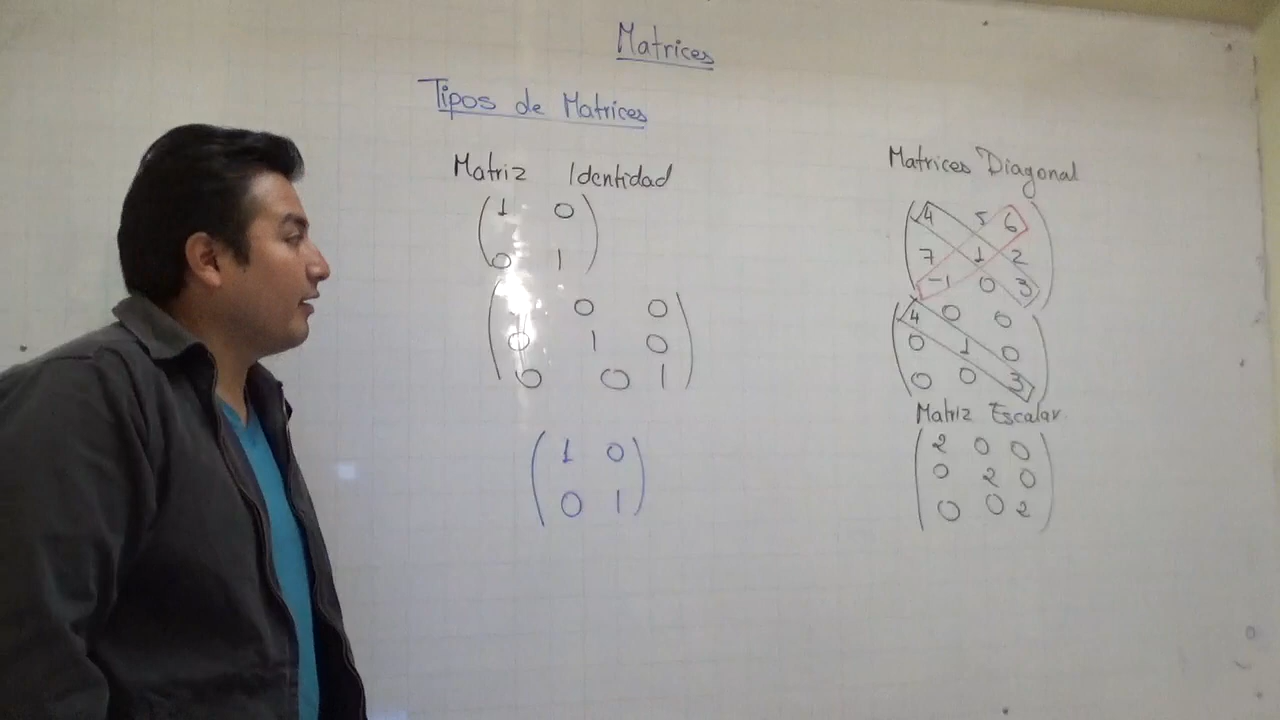 Matrices
Tipos de Matrices
Matriz Identidad
1 0
0 1
0 0
0 1 0
0 0 1
1 0
0 1
Matrices Diagonal
4 5 6
7 1 2
-1 0 3
4 0 0
0 1 0
0 0 3
Matriz Escalar
2 0 0
0 2 0
0 0 2